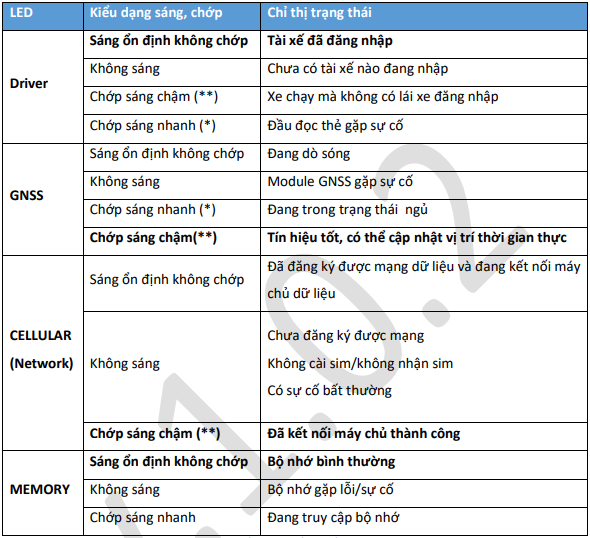 LED Kiểu dạng sáng, chớp Chỉ thị trạng thái
Driver
Sáng ổn định không chớp Tài xế đã đăng nhập
Không sáng Chưa có tài xế nào đang nhập
Chớp sáng chậm (**) Xe chạy mà không có lái xe đăng nhập
Chớp sáng nhanh (*) Đầu đọc thẻ gặp sự cố
GNSS
Sáng ổn định không chớp Đang dò sóng
Không sáng Module GNSS gặp sự cố
Chớp sáng nhanh (*) Đang trong trạng thái ngủ
Chớp sáng chậm(**) Tín hiệu tốt, có thể cập nhật vị trí thời gian thực
CELLULAR
(Network)
Sáng ổn định không chớp Đã đăng ký được mạng dữ liệu và đang kết nối máy
chủ dữ liệu
Không sáng
Chưa đăng ký được mạng
Không cài sim/không nhận sim
Có sự cố bất thường
Chớp sáng chậm (**) Đã kết nối máy chủ thành công
MEMORY
Sáng ổn định không chớp Bộ nhớ bình thường
Không sáng Bộ nhớ gặp lỗi/sự cố
Chớp sáng nhanh Đang truy cập bộ nhớ
.1.0.2